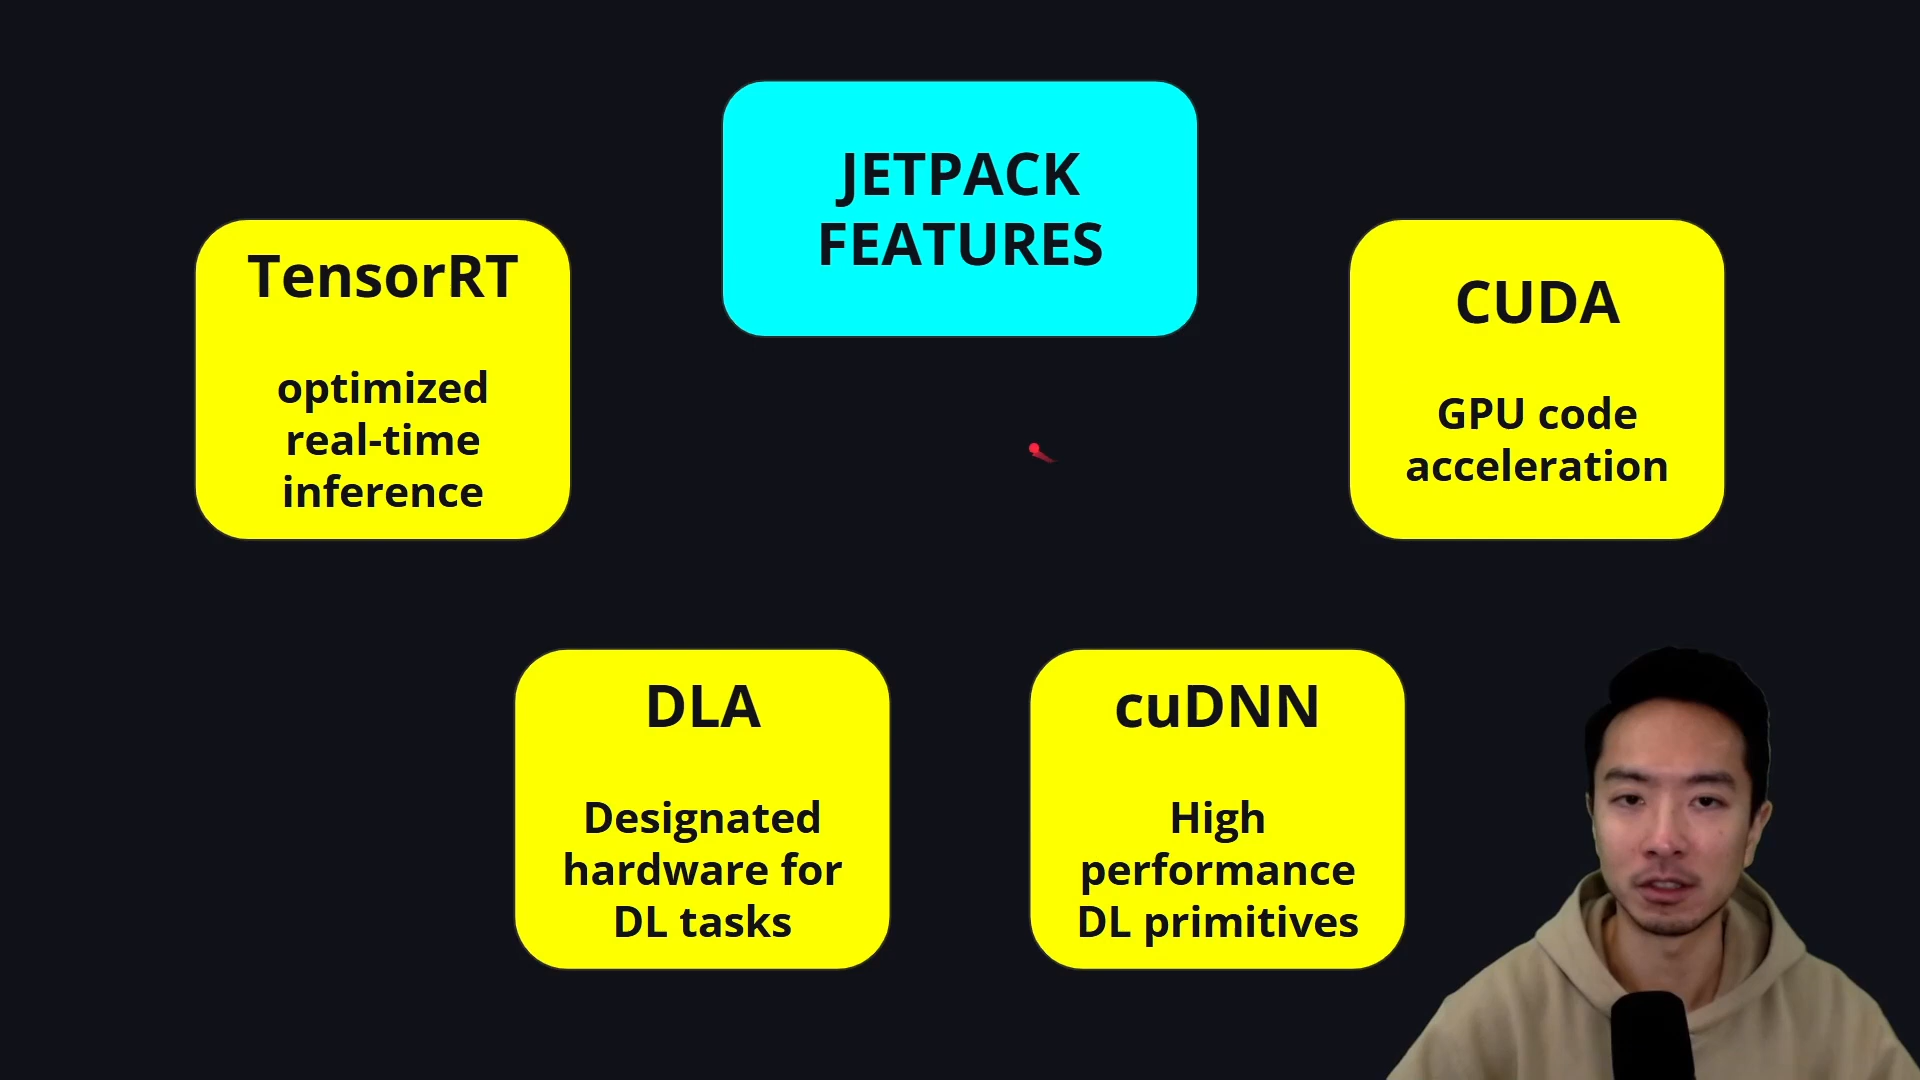 JETPACK
FEATURES
TensorRT
optimized
real-time
inference
CUDA
GPU code
acceleration
DLA
Designated
hardware for
DL tasks
cuDNN
High
performance
DL primitives